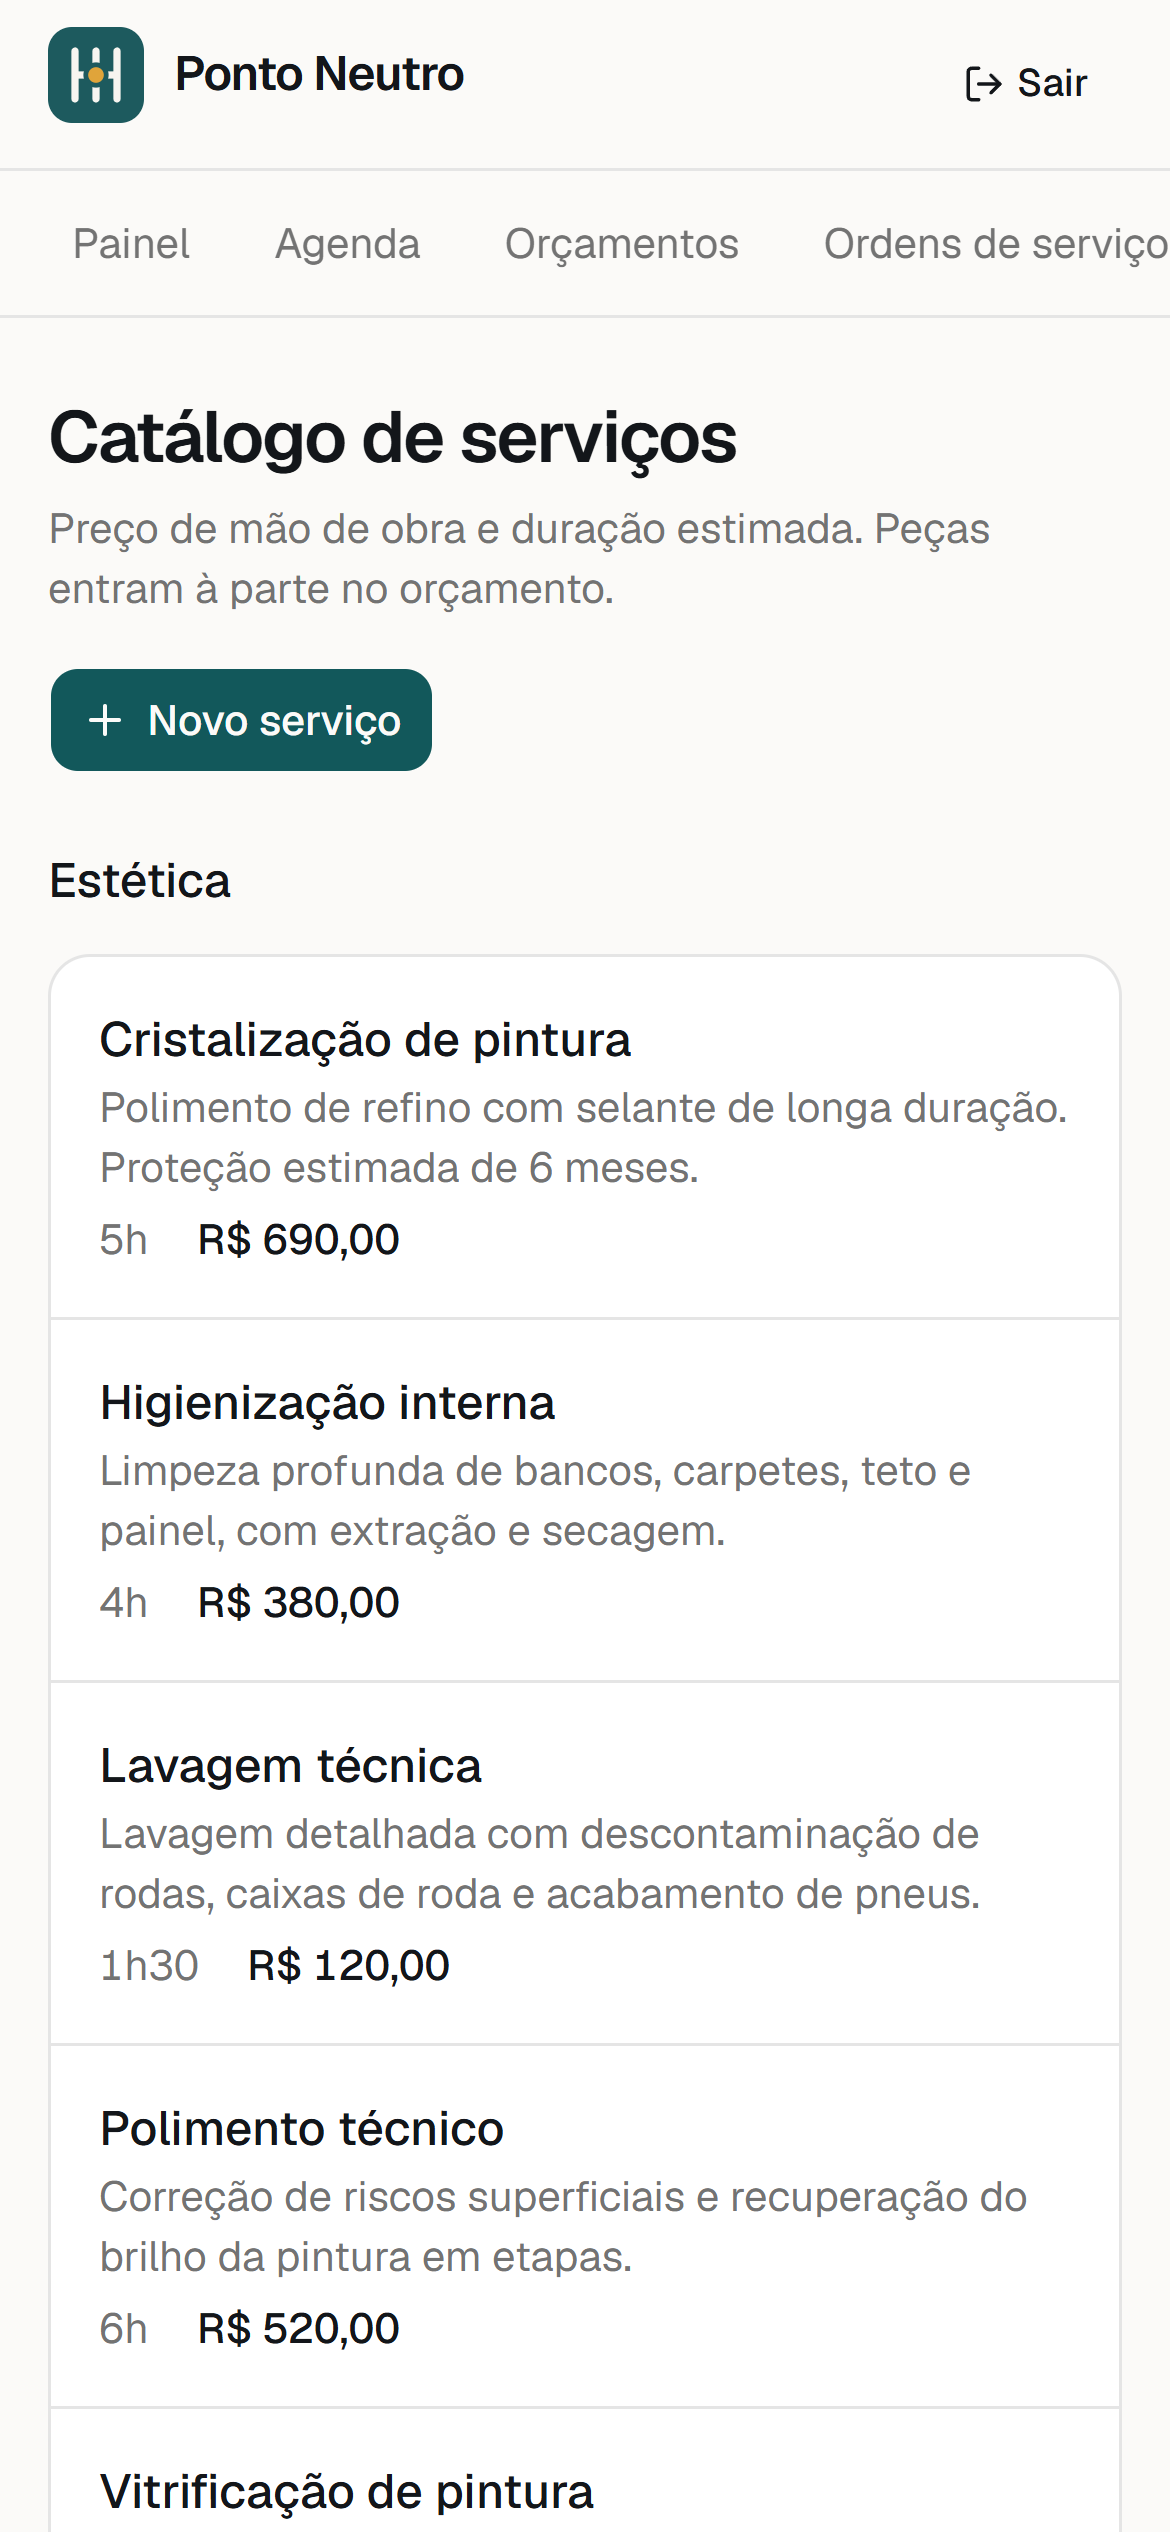 Ponto Neutro
Sair
Painel Agenda Orçamentos Ordens de serviço
Catálogo de serviços
Preço de mão de obra e duração estimada. Peças
entram à parte no orçamento.
+ Novo serviço
Estética
Cristalização de pintura
Polimento de refino com selante de longa duração.
Proteção estimada de 6 meses.
5h R$ 690,00
Higienização interna
Limpeza profunda de bancos, carpetes, teto e
painel, com extração e secagem.
4h R$ 380,00
Lavagem técnica
Lavagem detalhada com descontaminação de
rodas, caixas de roda e acabamento de pneus.
1h30 R$ 120,00
Polimento técnico
Correção de riscos superficiais e recuperação do
brilho da pintura em etapas.
6h R$ 520,00
Vitrificação de pintura